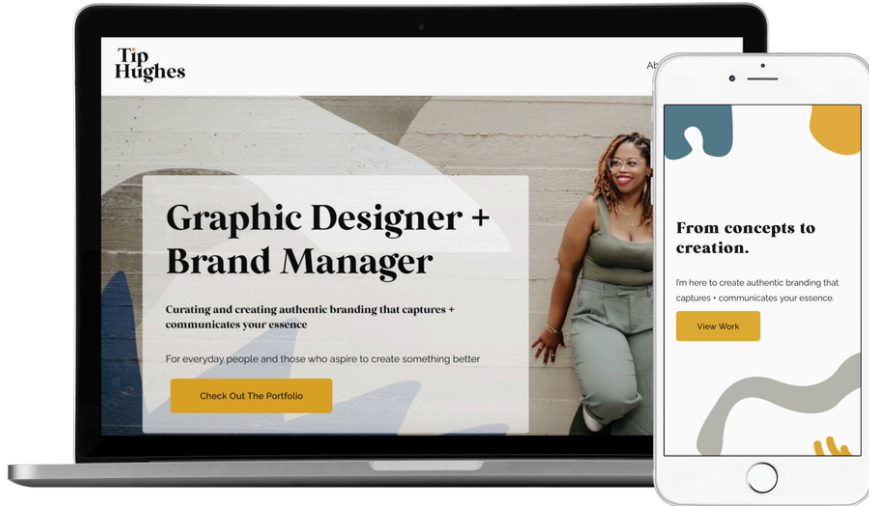 Tip
Hughes
Graphic Designer +
Brand Manager
Curating and creating authentic branding that captures +
communicates your essence
For everyday people and those who aspire to create something better
Check Out The Portfolio
From concepts to
creation.
I'm here to create authentic branding that
captures + communicates your essence.
View Work